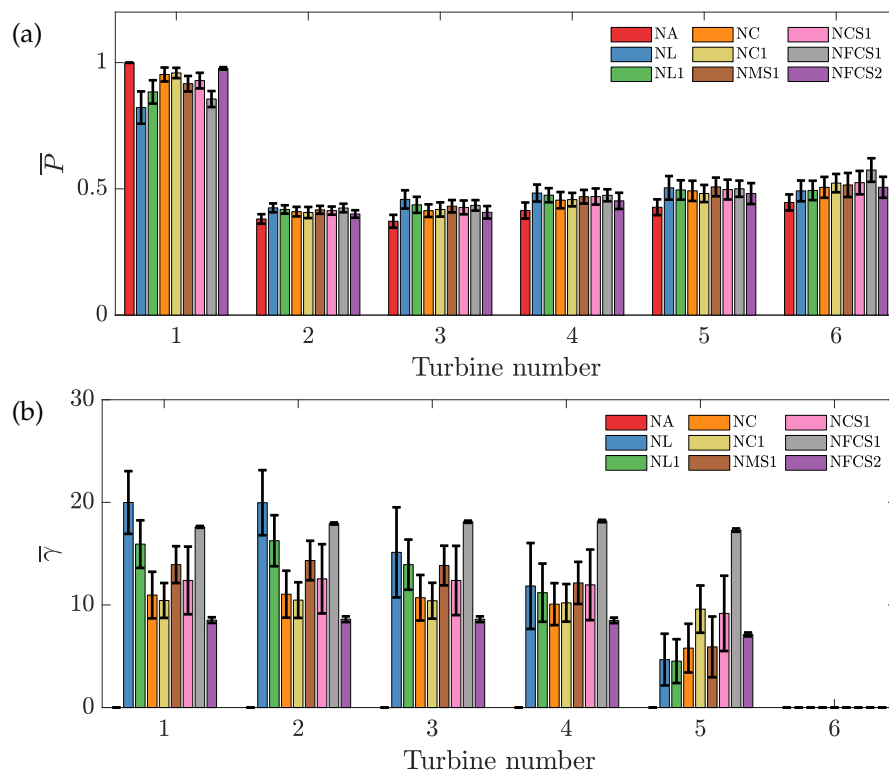 (a)
NA NC NCS1
NL NC1 NFCS1
NL1 NMS1 NFCS2
1
0.5
0
P̅
1 2 3 4 5 6
Turbine number
(b)
30
20
10
0
NA NC NCS1
NL NC1 NFCS1
NL1 NMS1 NFCS2
γ̅
1 2 3 4 5 6
Turbine number